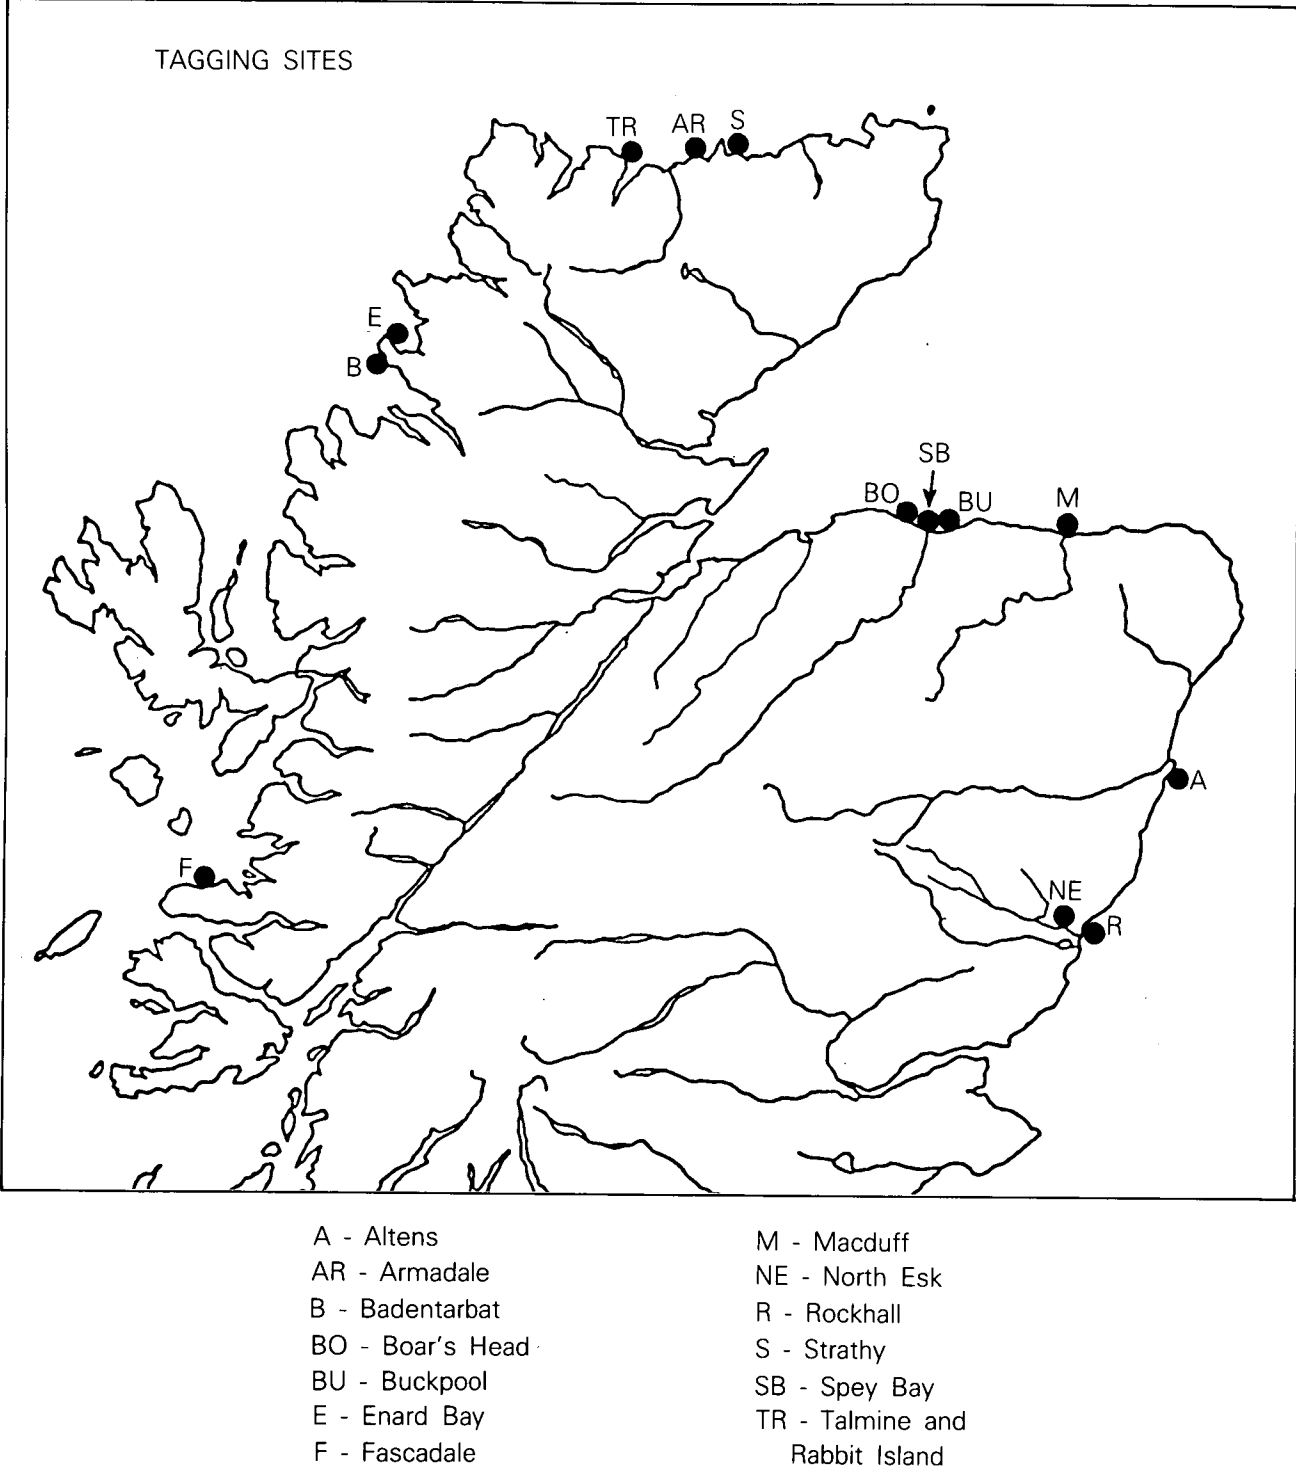 TAGGING SITES
TR
AR
S
E
B
SB
BO
BU
M
A
F
NE
R
A - Altens
AR - Armadale
B - Badentarbat
BO - Boar's Head
BU - Buckpool
E - Enard Bay
F - Fascadale
M - Macduff
NE - North Esk
R - Rockhall
S - Strathy
SB - Spey Bay
TR - Talmine and
Rabbit Island